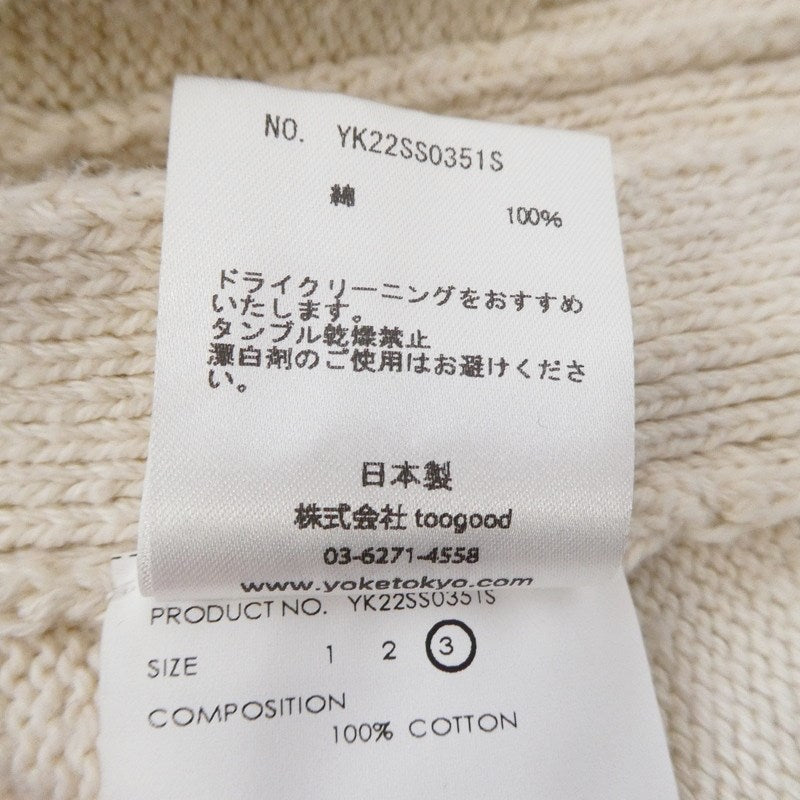 NO. YK22SS0351S
綿 100%
ドライクリーニングをおすすめ
いたします。
タンブル乾燥禁止
漂白剤のご使用はお避けくださ
い。
日本製
株式会社 toogood
03-6271-4558
www.yoketokyo.com
PRODUCT NO. YK22SS0351S
SIZE 1 2 3
COMPOSITION
100% COTTON